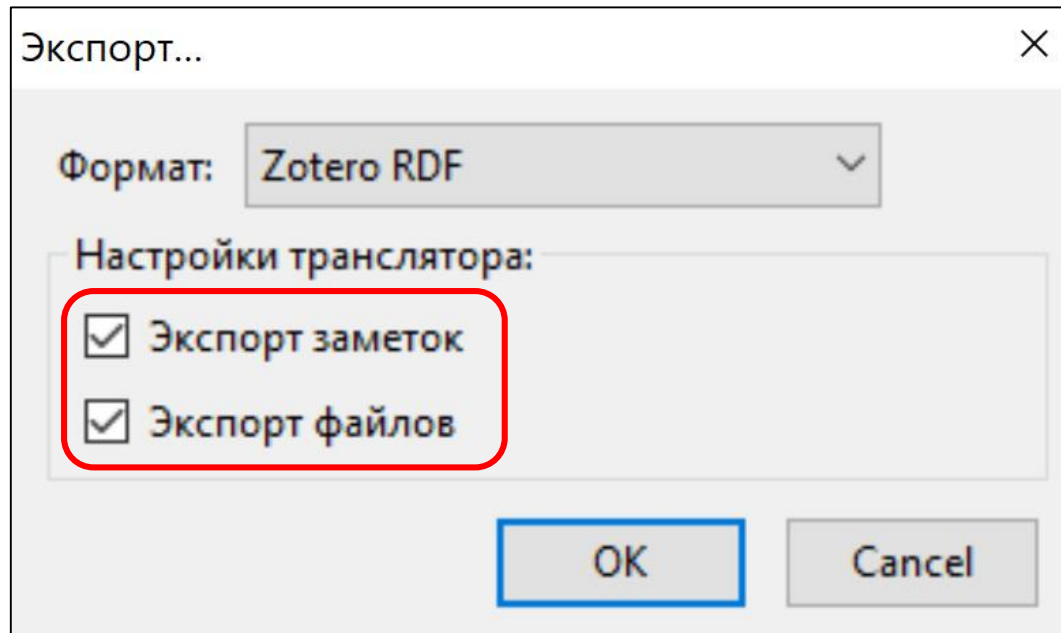 Экспорт...
Формат: Zotero RDF
Настройки транслятора:
Экспорт заметок
Экспорт файлов
OK Cancel